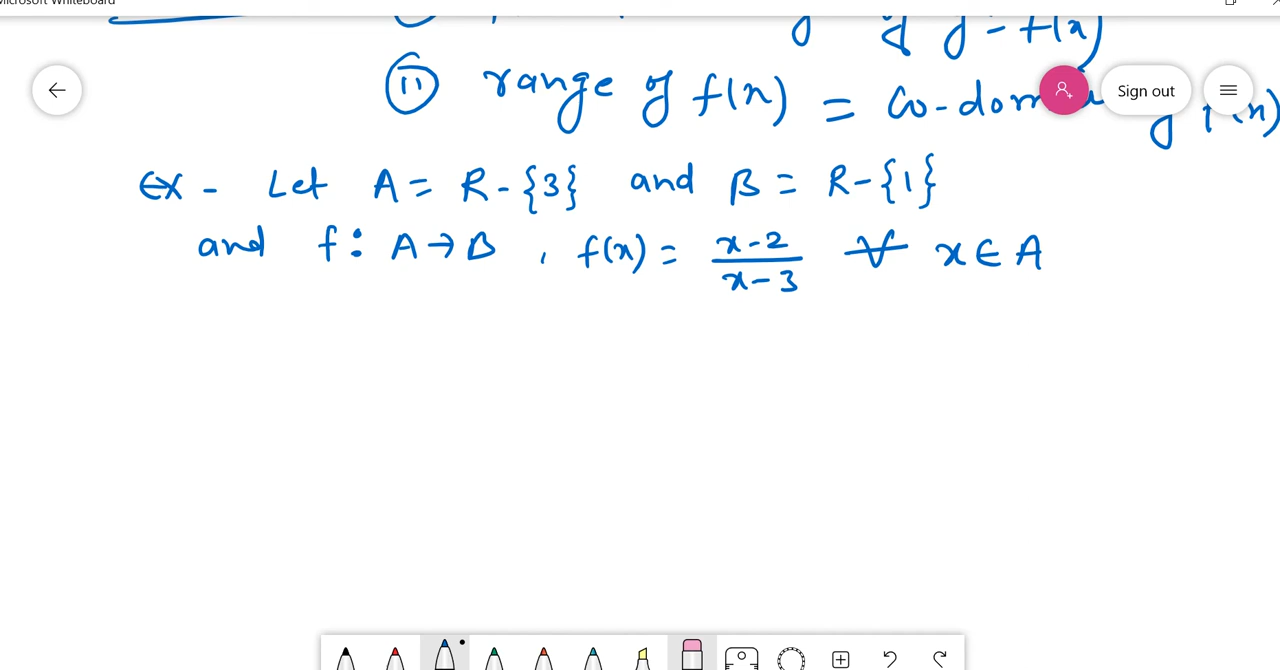 Microsoft Whiteboard
y = f(x)
(ii) range of f(x) = co-dom
Sign out
Ex - Let A = R - {3} and B = R - {1}
and f : A → B , f(x) = (x-2)/(x-3) ∀ x ∈ A